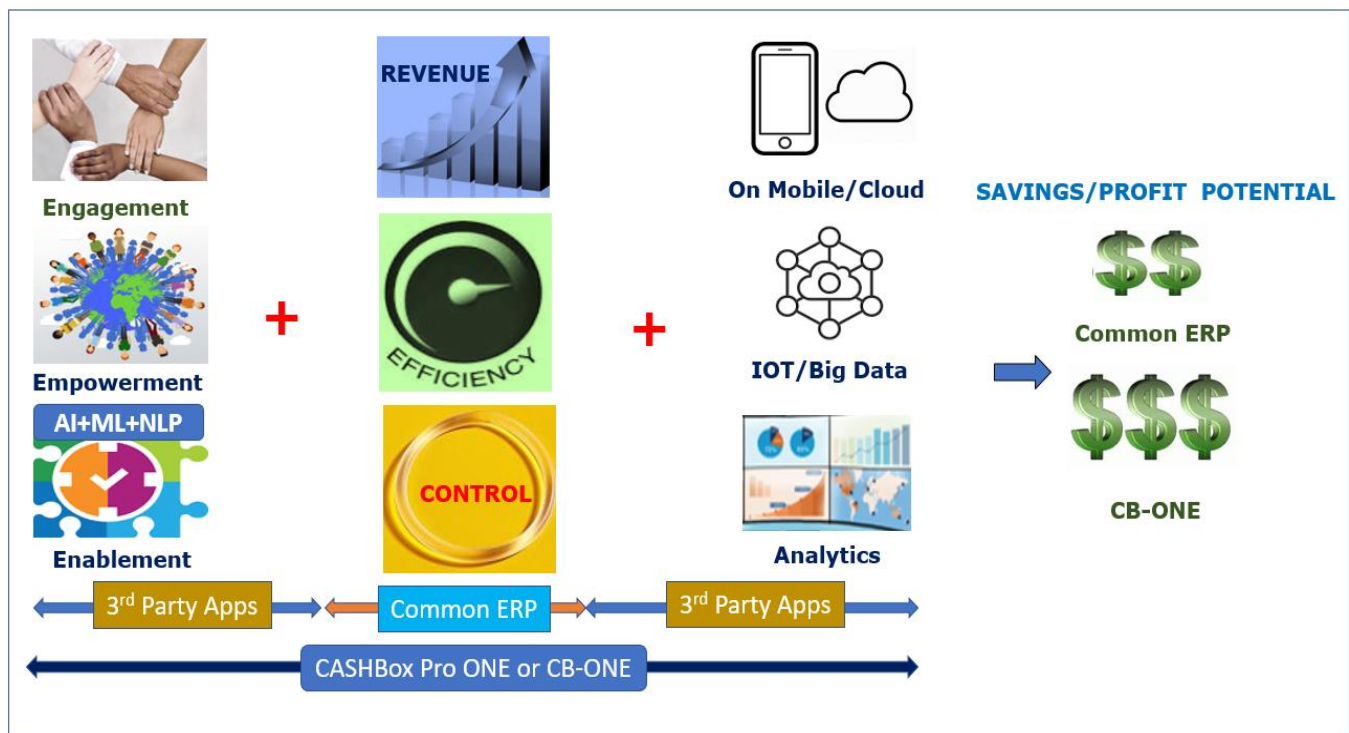 Engagement
Empowerment
AI+ML+NLP
Enablement
+
REVENUE
EFFICIENCY
CONTROL
+
On Mobile/Cloud
IOT/Big Data
Analytics
SAVINGS/PROFIT POTENTIAL
$$
Common ERP
$$$
CB-ONE
3rd Party Apps
Common ERP
3rd Party Apps
CASHBox Pro ONE or CB-ONE